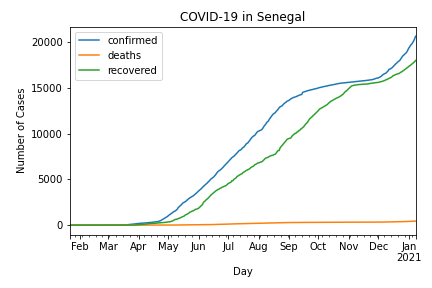 COVID-19 in Senegal
confirmed
deaths
recovered
Number of Cases
20000
15000
10000
5000
0
Feb Mar Apr May Jun Jul Aug Sep Oct Nov Dec Jan
2021
Day